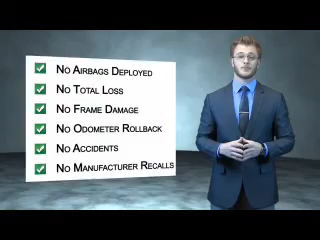 No Airbags Deployed
No Total Loss
No Frame Damage
No Odometer Rollback
No Accidents
No Manufacturer Recalls